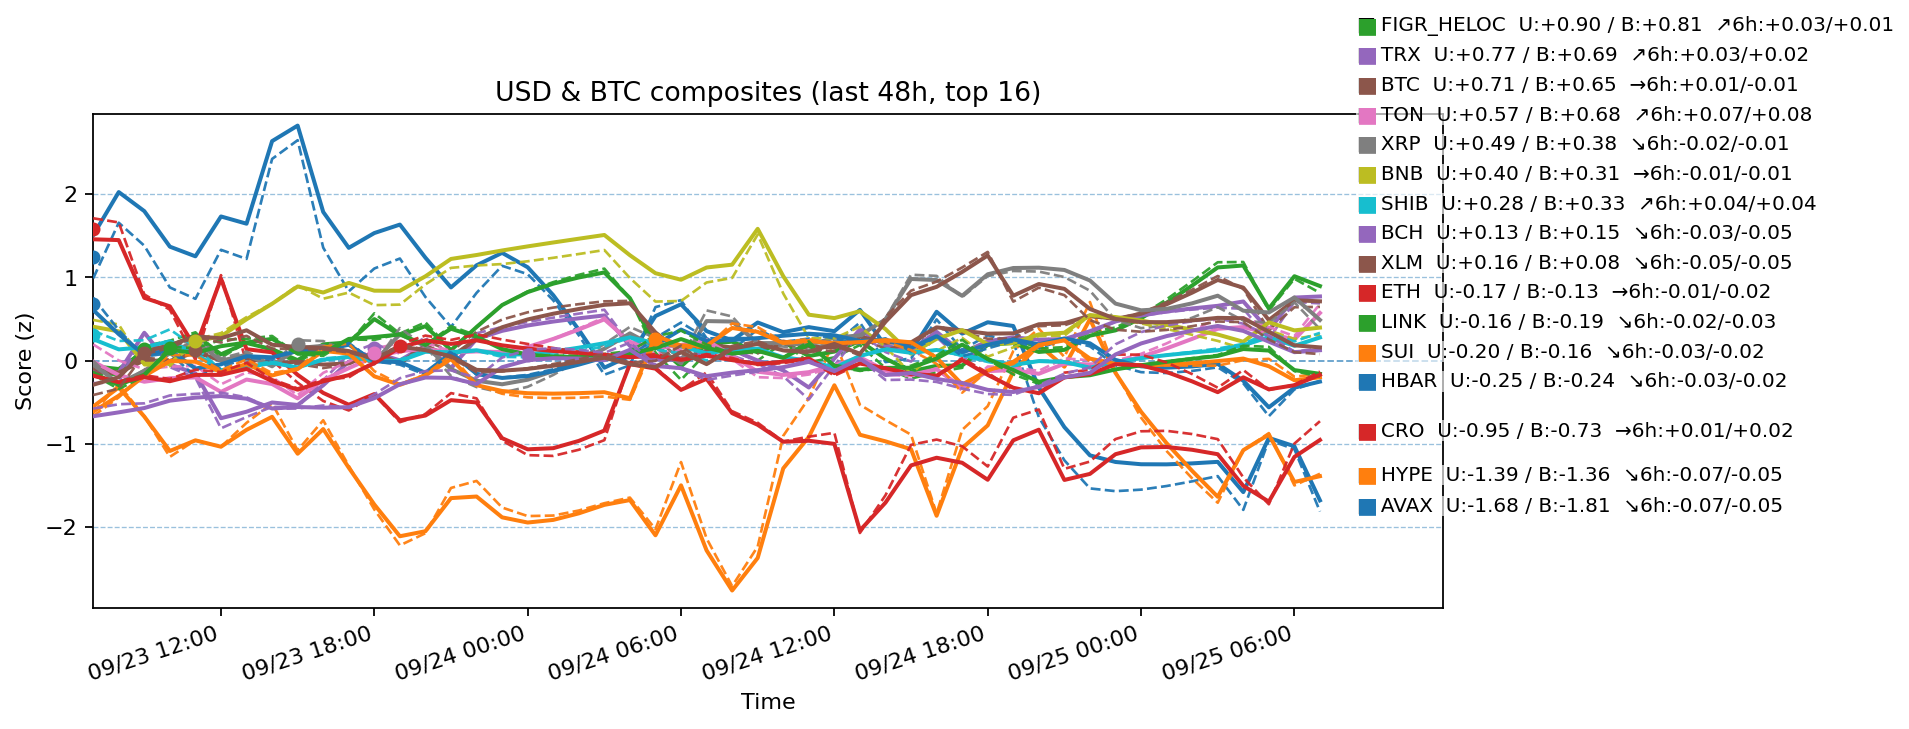 FIGR_HELOC U:+0.90 / B:+0.81 ↗6h:+0.03/+0.01
TRX U:+0.77 / B:+0.69 ↗6h:+0.03/+0.02
USD & BTC composites (last 48h, top 16)
BTC U:+0.71 / B:+0.65 →6h:+0.01/-0.01
TON U:+0.57 / B:+0.68 ↗6h:+0.07/+0.08
XRP U:+0.49 / B:+0.38 ↘6h:-0.02/-0.01
BNB U:+0.40 / B:+0.31 →6h:-0.01/-0.01
SHIB U:+0.28 / B:+0.33 ↗6h:+0.04/+0.04
BCH U:+0.13 / B:+0.15 ↘6h:-0.03/-0.05
XLM U:+0.16 / B:+0.08 ↘6h:-0.05/-0.05
ETH U:-0.17 / B:-0.13 →6h:-0.01/-0.02
LINK U:-0.16 / B:-0.19 ↘6h:-0.02/-0.03
SUI U:-0.20 / B:-0.16 ↘6h:-0.03/-0.02
HBAR U:-0.25 / B:-0.24 ↘6h:-0.03/-0.02
CRO U:-0.95 / B:-0.73 →6h:+0.01/+0.02
HYPE U:-1.39 / B:-1.36 ↘6h:-0.07/-0.05
AVAX U:-1.68 / B:-1.81 ↘6h:-0.07/-0.05
Score (z)
2
1
0
−1
−2
09/23 12:00
09/23 18:00
09/24 00:00
09/24 06:00
09/24 12:00
09/24 18:00
09/25 00:00
09/25 06:00
Time